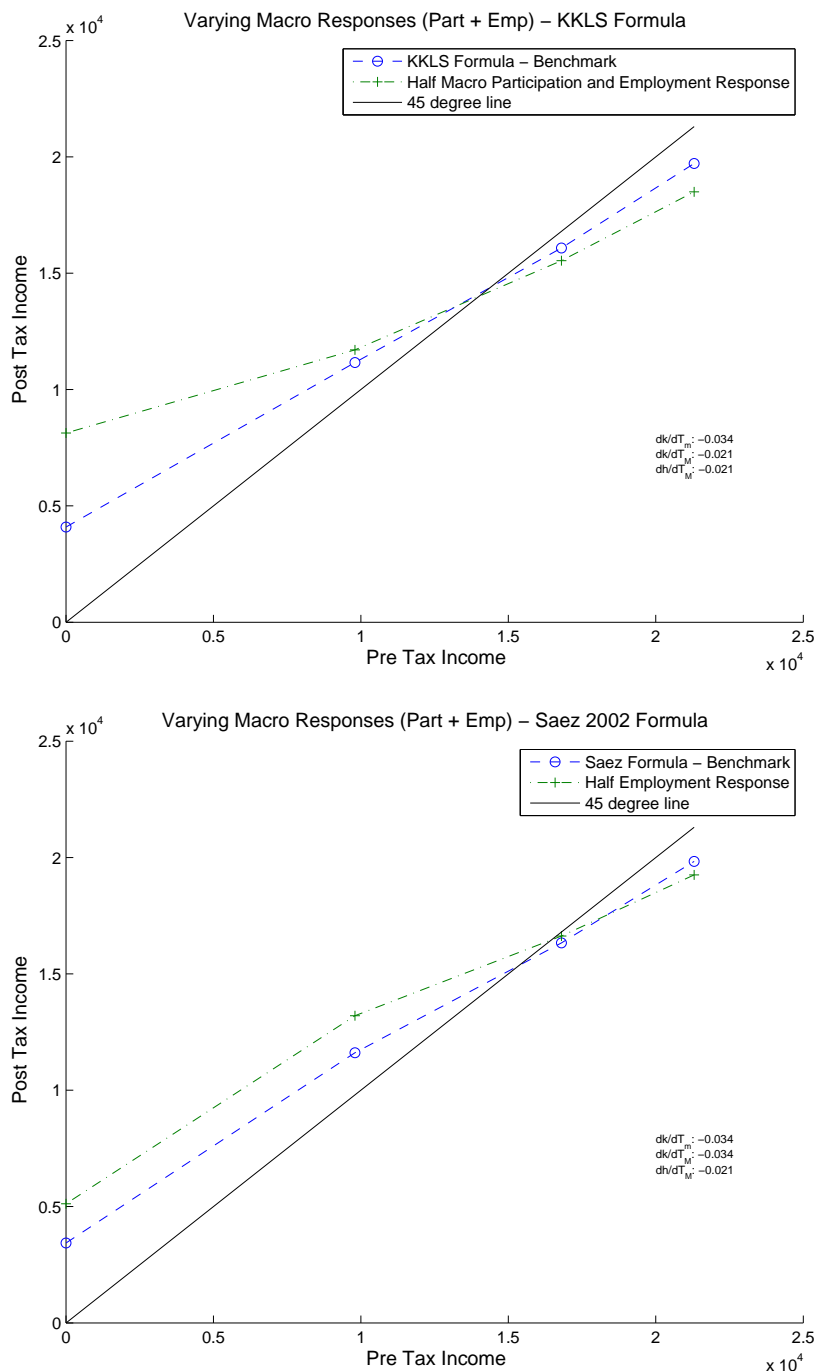 Varying Macro Responses (Part + Emp) – KKLS Formula
x 10^4
2.5
2
1.5
1
0.5
0
Post Tax Income
KKLS Formula – Benchmark
Half Macro Participation and Employment Response
45 degree line
dk/dT_m: –0.034
dk/dT_M: –0.021
dh/dT_M: –0.021
0 0.5 1 1.5 2 2.5
Pre Tax Income
x 10^4
Varying Macro Responses (Part + Emp) – Saez 2002 Formula
x 10^4
2.5
2
1.5
1
0.5
0
Post Tax Income
Saez Formula – Benchmark
Half Employment Response
45 degree line
dk/dT_m: –0.034
dk/dT_M: –0.034
dh/dT_M: –0.021
0 0.5 1 1.5 2 2.5
Pre Tax Income
x 10^4